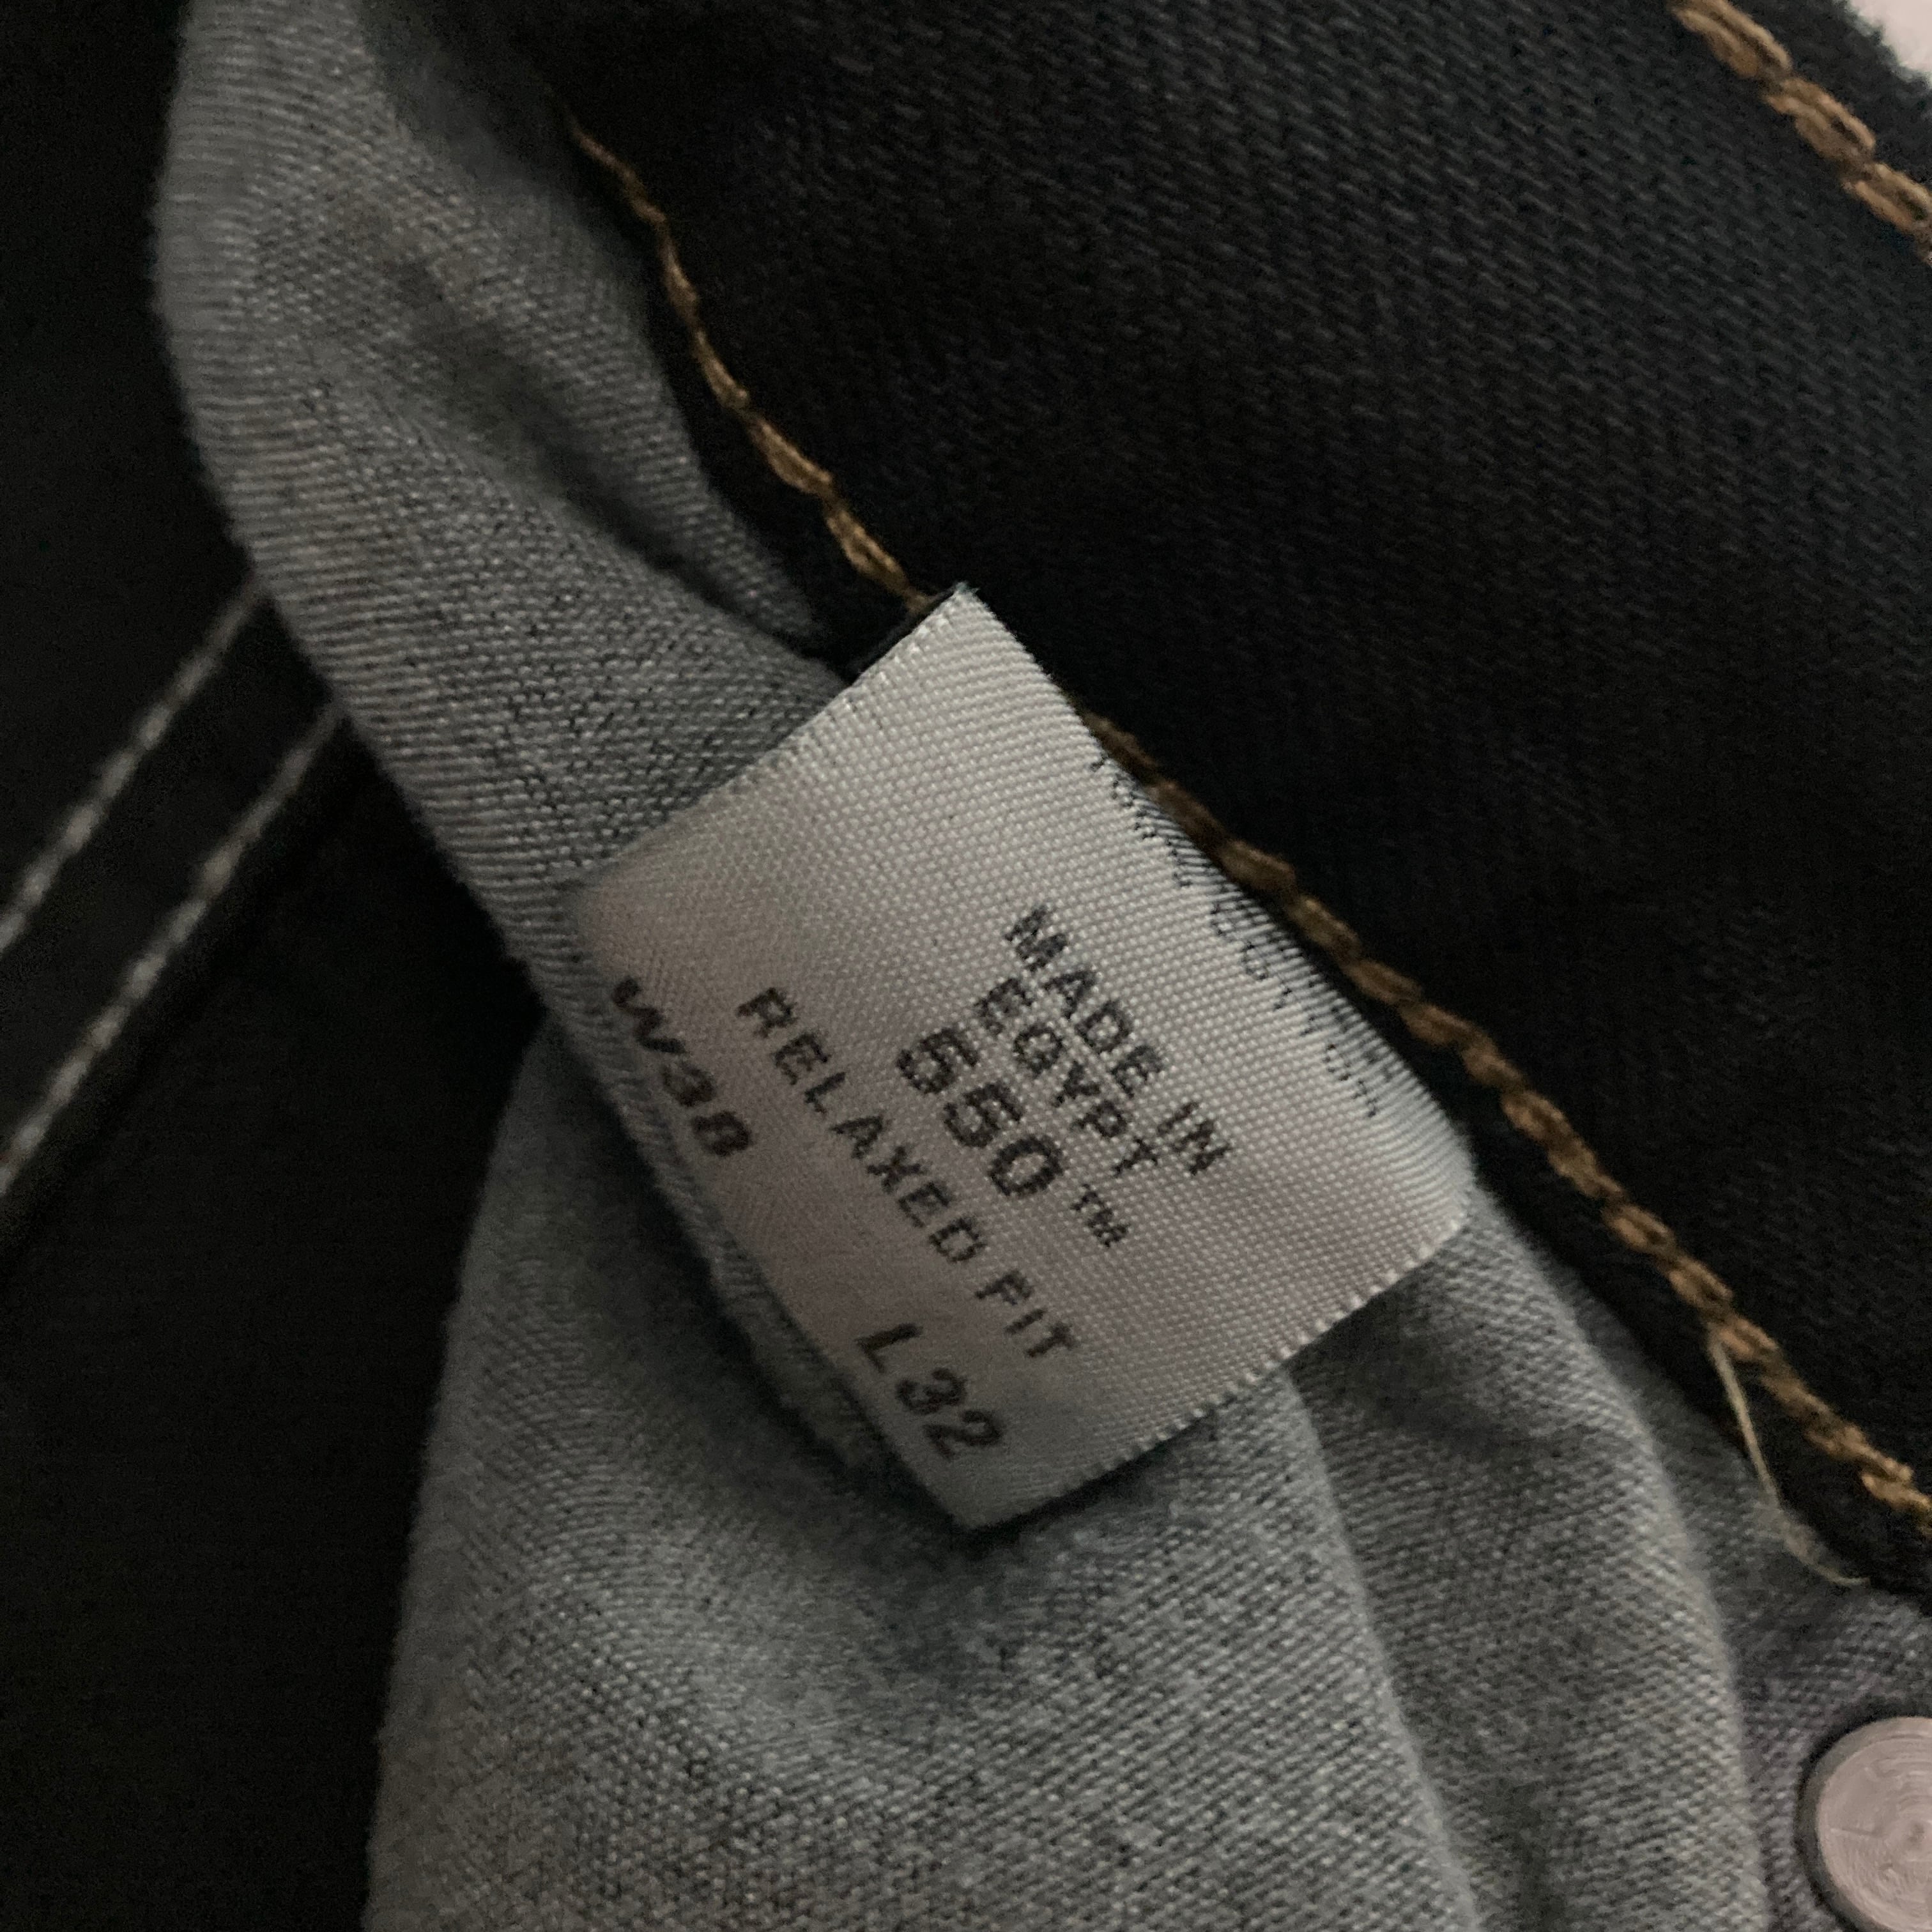 MADE IN
EGYPT
550™
RELAXED FIT
W38 L32